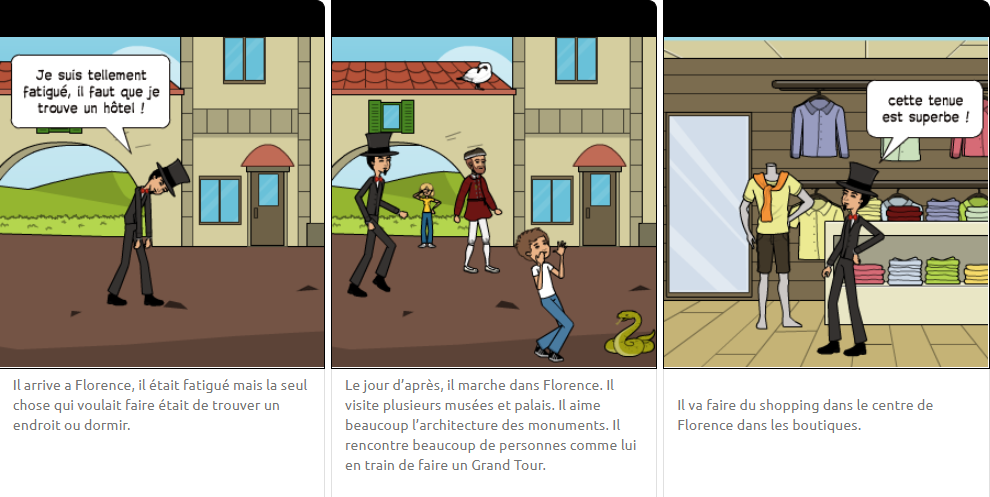 Je suis tellement
fatigué, il faut que je
trouve un hôtel !
Il arrive a Florence, il était fatigué mais la seul
chose qui voulait faire était de trouver un
endroit ou dormir.
Le jour d’après, il marche dans Florence. Il
visite plusieurs musées et palais. Il aime
beaucoup l’architecture des monuments. Il
rencontre beaucoup de personnes comme lui
en train de faire un Grand Tour.
cette tenue
est superbe !
Il va faire du shopping dans le centre de
Florence dans les boutiques.